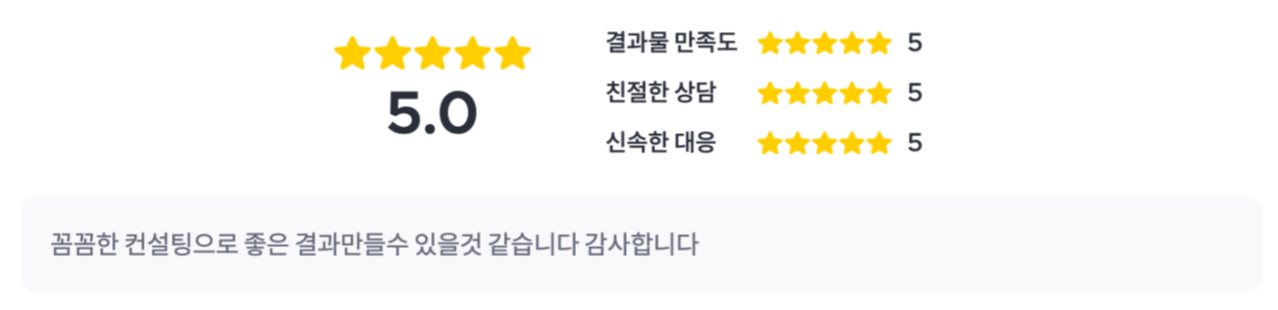 5.0
결과물 만족도 5
친절한 상담 5
신속한 대응 5
꼼꼼한 컨설팅으로 좋은 결과만들수 있을것 같습니다 감사합니다